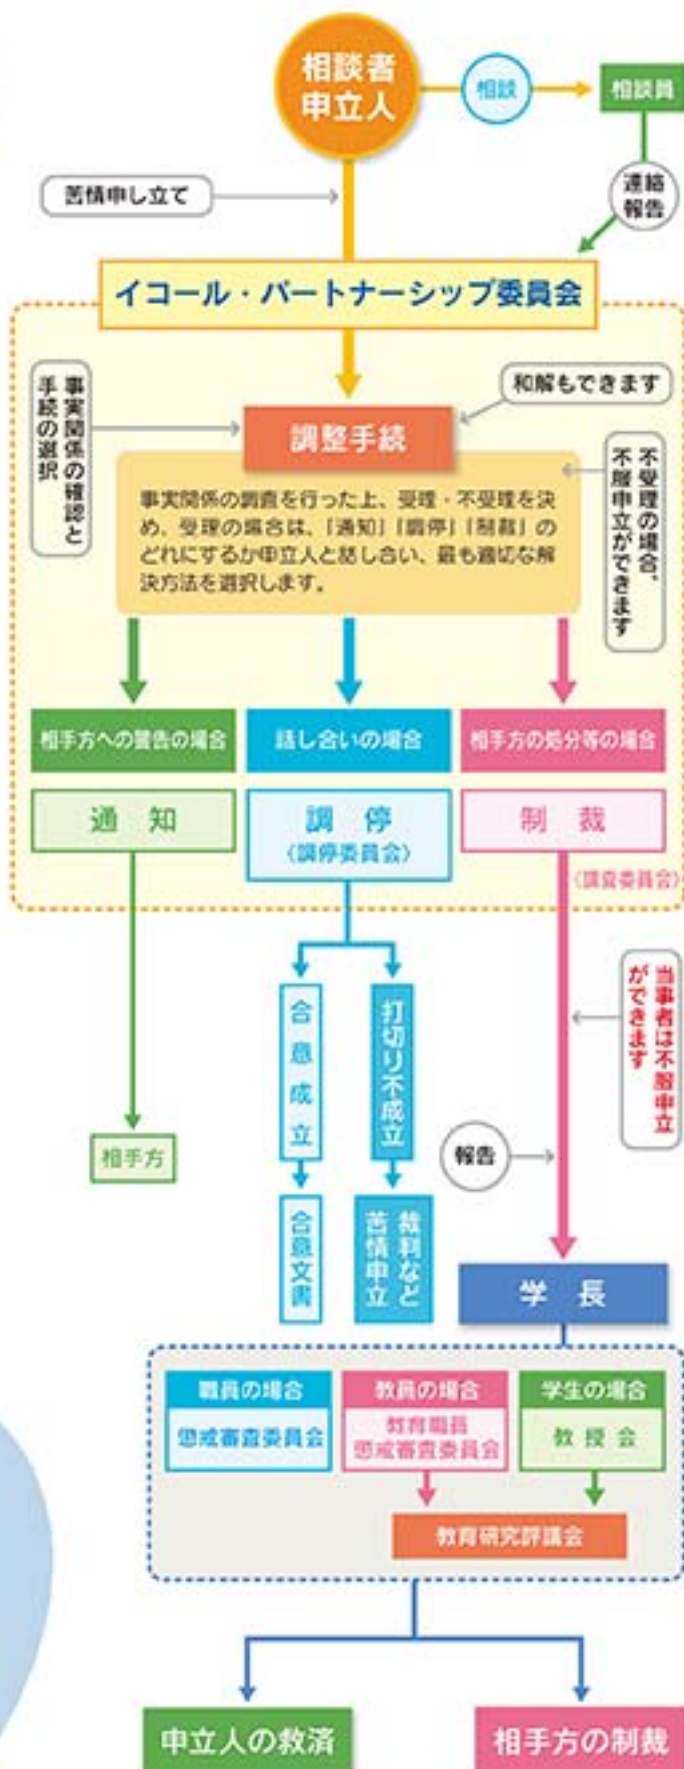 相談者
申立人
相談
相談員
連絡
報告
苦情申し立て
イコール・パートナーシップ委員会
事実関係の確認と
手続の選択
和解もできます
調整手続
不受理の場合、
不服申立ができます
事実関係の調査を行った上、受理・不受理を決
め、受理の場合は、「通知」「調停」「制裁」の
どれにするか申立人と話し合い、最も適切な解
決方法を選択します。
相手方への警告の場合
話し合いの場合
相手方の処分等の場合
通 知
調 停
〈調停委員会〉
制 裁
〈調査委員会〉
当事者は不服申立
ができます
合意成立
打切り不成立
相手方
報告
合意文書
裁判など
苦情申立
学 長
職員の場合
懲戒審査委員会
教員の場合
教育職員
懲戒審査委員会
学生の場合
教 授 会
教育研究評議会
申立人の救済
相手方の制裁